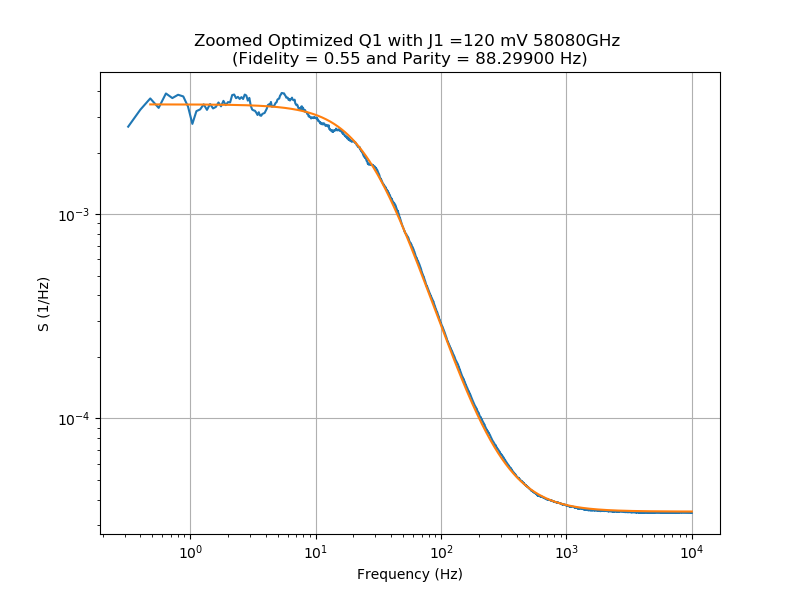 Zoomed Optimized Q1 with J1 =120 mV 58080GHz
(Fidelity = 0.55 and Parity = 88.29900 Hz)
10⁻³
10⁻⁴
S (1/Hz)
10⁰ 10¹ 10² 10³ 10⁴
Frequency (Hz)